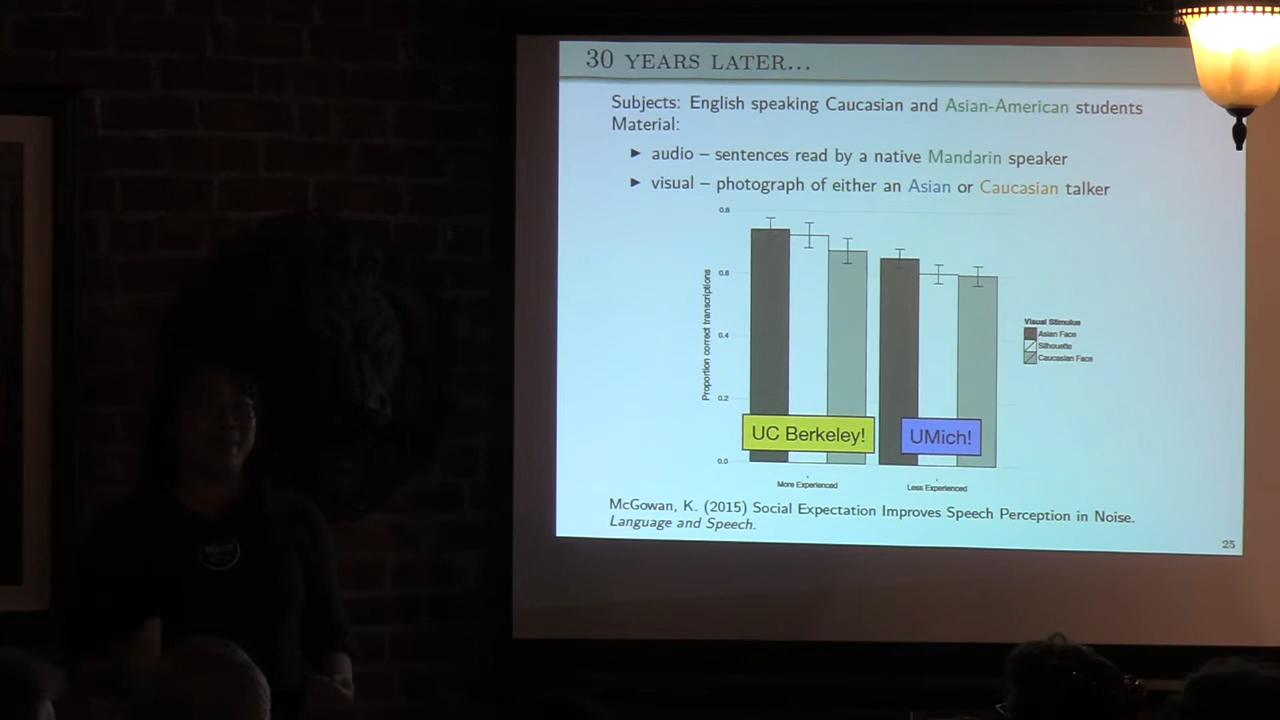 30 YEARS LATER...
Subjects: English speaking Caucasian and Asian-American students
Material:
► audio – sentences read by a native Mandarin speaker
► visual – photograph of either an Asian or Caucasian talker
0.8
0.6
0.4
0.2
0.0
Proportion correct transcriptions
Visual Stimulus
Asian Face
Silhouette
Caucasian Face
UC Berkeley!
UMich!
More Experienced
Less Experienced
McGowan, K. (2015) Social Expectation Improves Speech Perception in Noise.
Language and Speech.
25